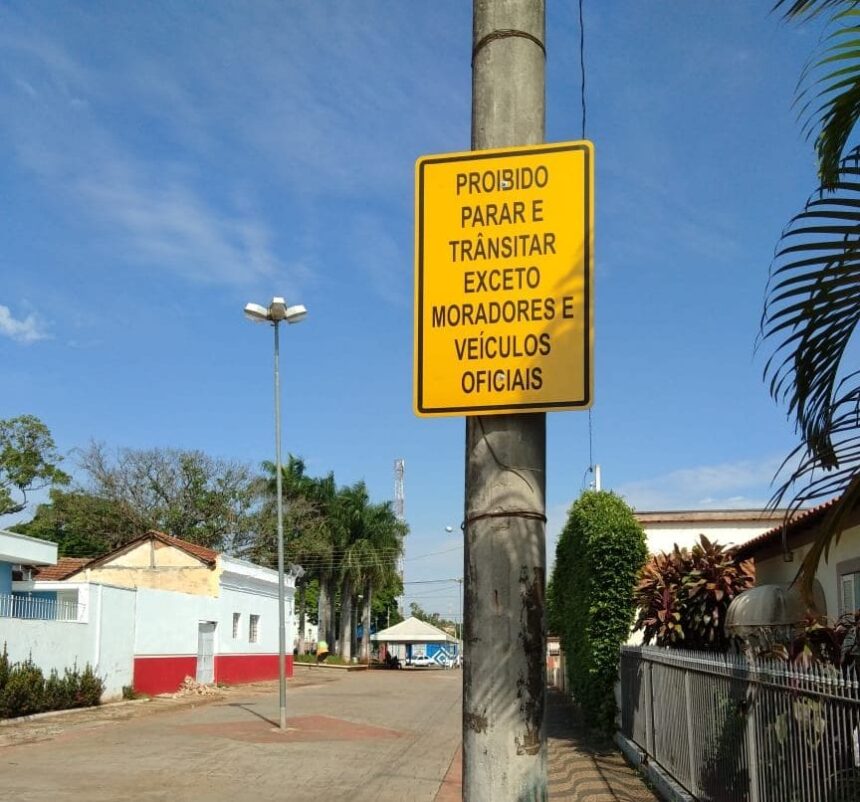 PROIBIDO
PARAR E
TRÂNSITAR
EXCETO
MORADORES E
VEÍCULOS
OFICIAIS